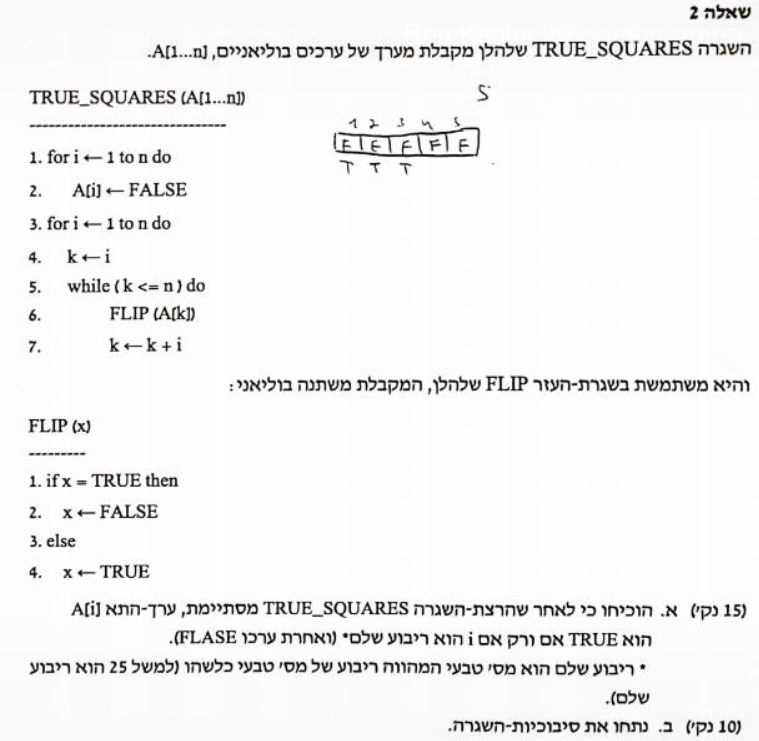 שאלה 2
השגרה TRUE_SQUARES שלהלן מקבלת מערך של ערכים בוליאניים, A[1...n].
TRUE_SQUARES (A[1...n])
------------------------------
1. for i ← 1 to n do
2. A[i] ← FALSE
3. for i ← 1 to n do
4. k ← i
5. while ( k <= n ) do
6. FLIP (A[k])
7. k ← k + i
5
1 2 3 4 5
F F F F F
T T T
והיא משתמשת בשגרת-העזר FLIP שלהלן, המקבלת משתנה בוליאני:
FLIP (x)
---------
1. if x = TRUE then
2. x ← FALSE
3. else
4. x ← TRUE
(15 נק') א. הוכיחו כי לאחר שהרצת-השגרה TRUE_SQUARES מסתיימת, ערך-התא A[i]
הוא TRUE אם ורק אם i הוא ריבוע שלם* (ואחרת ערכו FLASE).
* ריבוע שלם הוא מס' טבעי המהווה ריבוע של מס' טבעי כלשהו (למשל 25 הוא ריבוע
שלם).
(10 נק') ב. נתחו את סיבוכיות-השגרה.